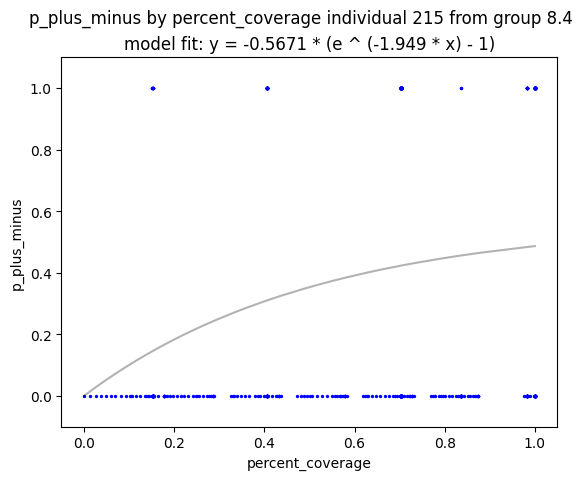 p_plus_minus by percent_coverage individual 215 from group 8.4
model fit: y = -0.5671 * (e ^ (-1.949 * x) - 1)
1.0
0.8
0.6
0.4
0.2
0.0
p_plus_minus
0.0 0.2 0.4 0.6 0.8 1.0
percent_coverage